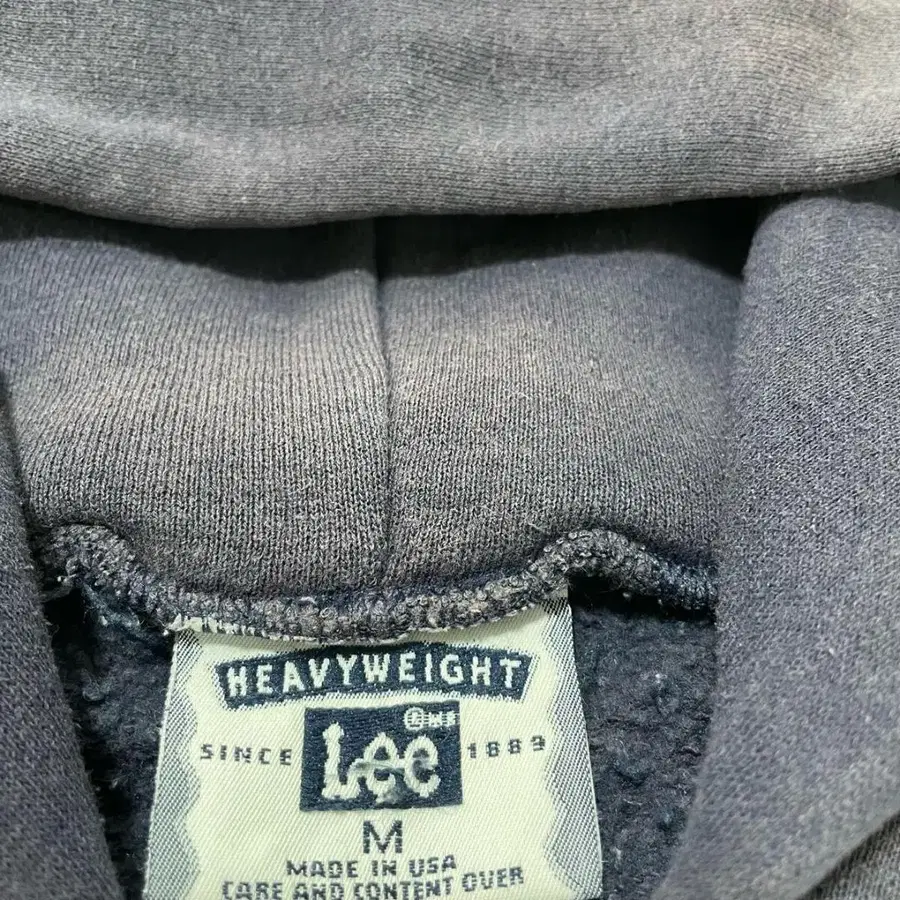 HEAVYWEIGHT
SINCE Lee 1889
M
MADE IN USA
CARE AND CONTENT OVER